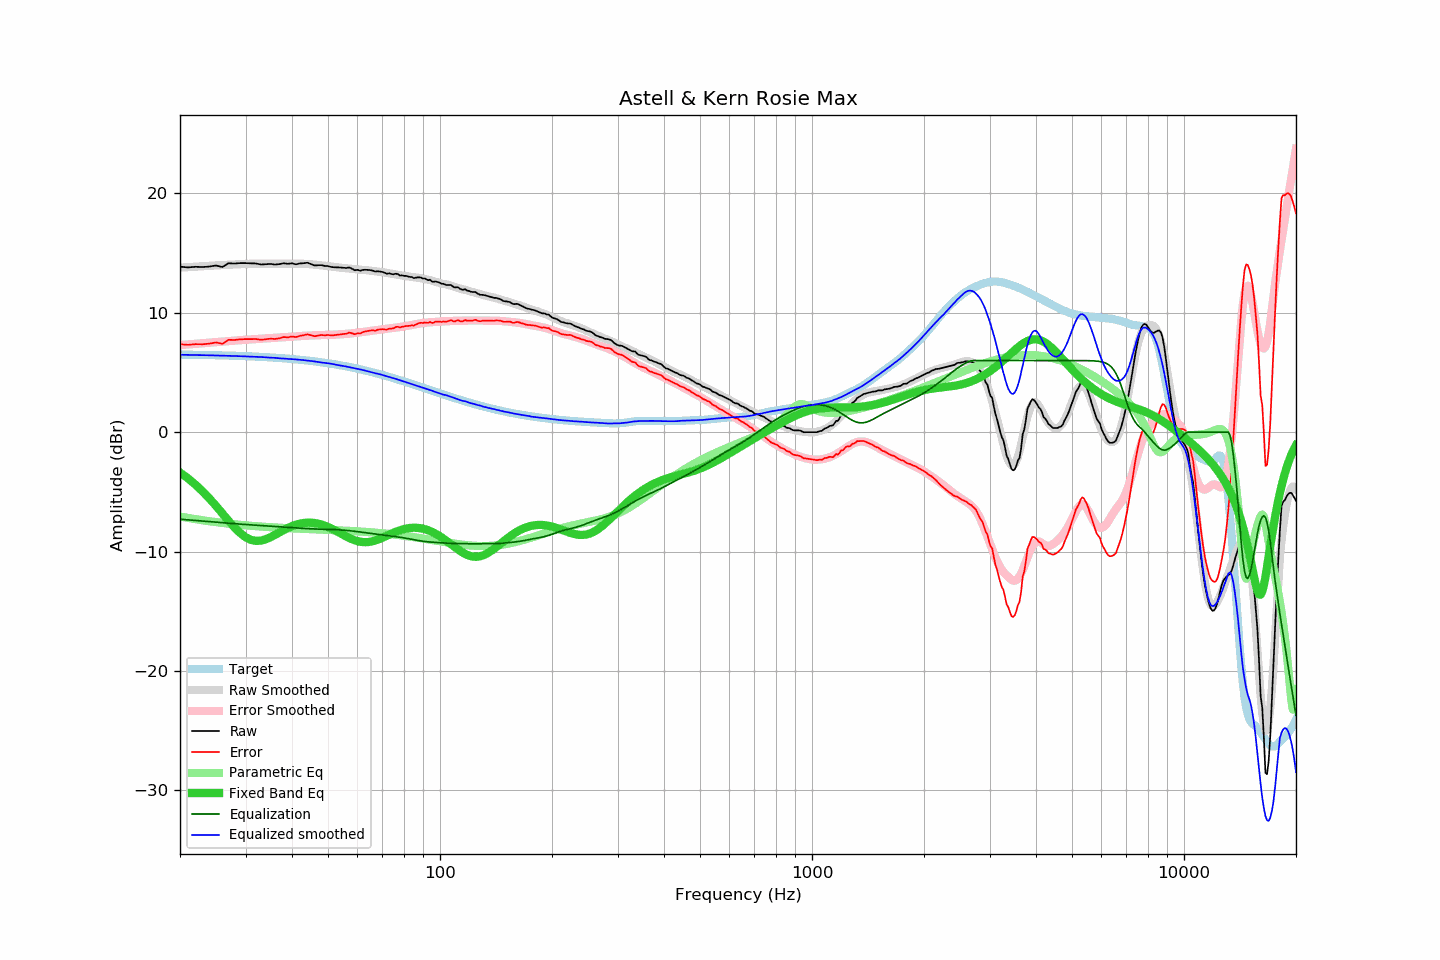 Astell & Kern Rosie Max
Amplitude (dBr)
20
10
0
−10
−20
−30
Target
Raw Smoothed
Error Smoothed
Raw
Error
Parametric Eq
Fixed Band Eq
Equalization
Equalized smoothed
100
1000
10000
Frequency (Hz)